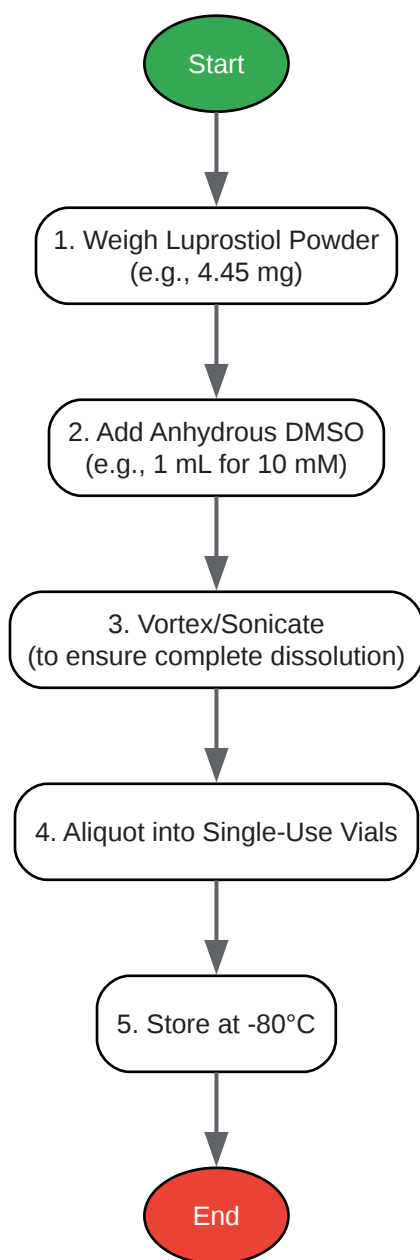 Start
1. Weigh Luprostiol Powder
(e.g., 4.45 mg)
2. Add Anhydrous DMSO
(e.g., 1 mL for 10 mM)
3. Vortex/Sonicate
(to ensure complete dissolution)
4. Aliquot into Single-Use Vials
5. Store at -80°C
End